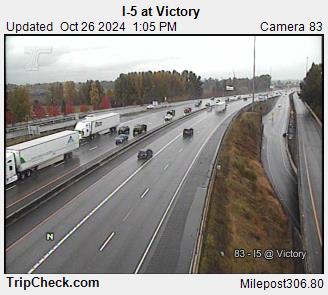 I-5 at Victory
Updated Oct 26 2024 1:05 PM
Camera 83
N
83 - I5 @ Victory
TripCheck.com
Milepost306.80